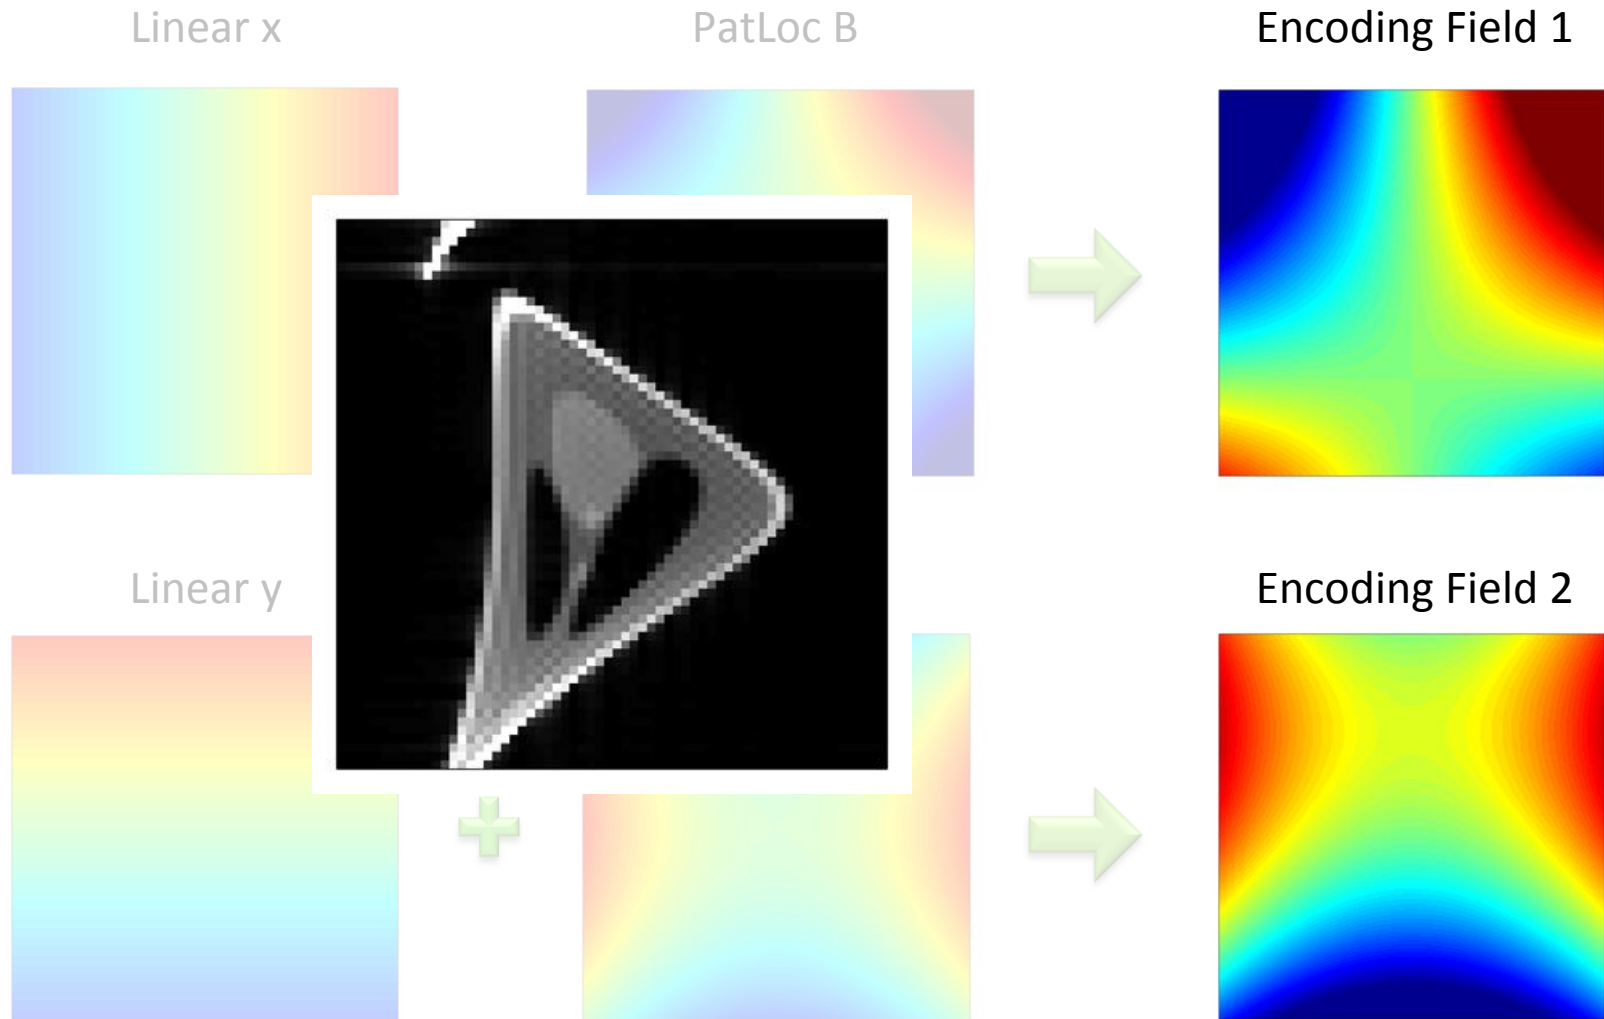 Linear x
PatLoc B
Encoding Field 1
Linear y
Encoding Field 2